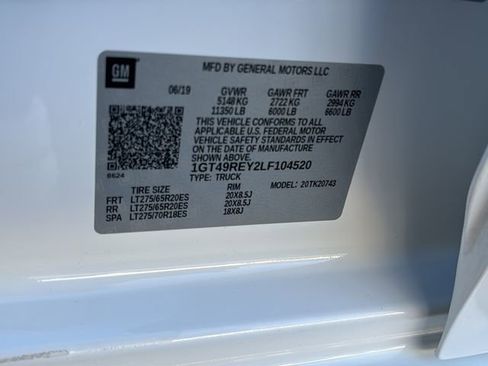 GM
MFD BY GENERAL MOTORS LLC
06/19 GVWR GAWR FRT GAWR RR
5148 KG 2722 KG 2994 KG
11350 LB 6000 LB 6600 LB
THIS VEHICLE CONFORMS TO ALL APPLICABLE
U.S. FEDERAL MOTOR
VEHICLE SAFETY STANDARDS IN EFFECT
ON THE DATE OF MANUFACTURE
SHOWN ABOVE.
1GT49REY2LF104520
TYPE: TRUCK MODEL: 20TK20743
8624
TIRE SIZE RIM
FRT LT275/65R20ES 20X8.5J
RR LT275/65R20ES 20X8.5J
SPA LT275/70R18ES 18X8J